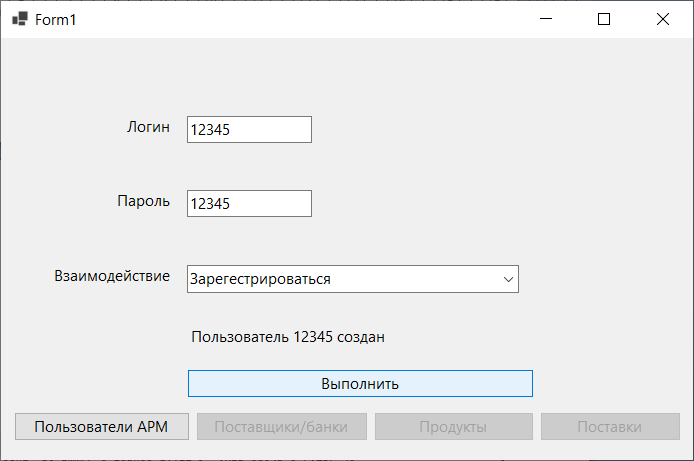 Form1
Логин 12345
Пароль 12345
Взаимодействие Зарегестрироваться
Пользователь 12345 создан
Выполнить
Пользователи АРМ Поставщики/банки Продукты Поставки